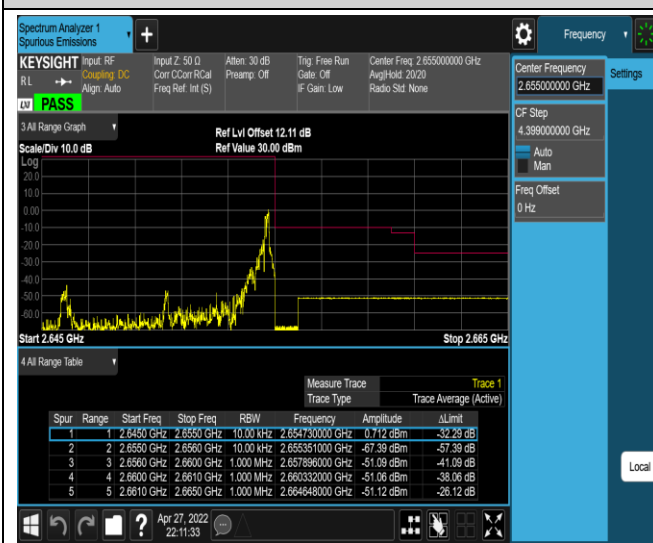 Spectrum Analyzer 1
Spurious Emissions
Frequency
KEYSIGHT
RL
Input: RF
Coupling: DC
Align: Auto
Input Z: 50 Ω
Corr CCorr RCal
Freq Ref: Int (S)
Atten: 30 dB
Preamp: Off
Trig: Free Run
Gate: Off
IF Gain: Low
Center Freq: 2.655000000 GHz
Avg|Hold: 20/20
Radio Std: None
LXI PASS
Center Frequency
2.655000000 GHz
Settings
CF Step
4.399000000 GHz
Auto
Man
Freq Offset
0 Hz
3 All Range Graph
Ref Lvl Offset 12.11 dB
Scale/Div 10.0 dB
Ref Value 30.00 dBm
Log
20.0
10.0
0.00
-10.0
-20.0
-30.0
-40.0
-50.0
-60.0
Start 2.645 GHz
Stop 2.665 GHz
4 All Range Table
Measure Trace Trace 1
Trace Type Trace Average (Active)
Spur Range Start Freq Stop Freq RBW Frequency Amplitude ΔLimit
1 1 2.6450 GHz 2.6550 GHz 10.00 kHz 2.654730000 GHz 0.712 dBm -32.29 dB
2 2 2.6550 GHz 2.6560 GHz 10.00 kHz 2.655351000 GHz -67.39 dBm -57.39 dB
3 3 2.6560 GHz 2.6600 GHz 1.000 MHz 2.657896000 GHz -51.09 dBm -41.09 dB
4 4 2.6600 GHz 2.6610 GHz 1.000 MHz 2.660332000 GHz -51.06 dBm -38.06 dB
5 5 2.6610 GHz 2.6650 GHz 1.000 MHz 2.664648000 GHz -51.12 dBm -26.12 dB
Local
Apr 27, 2022
22:11:33